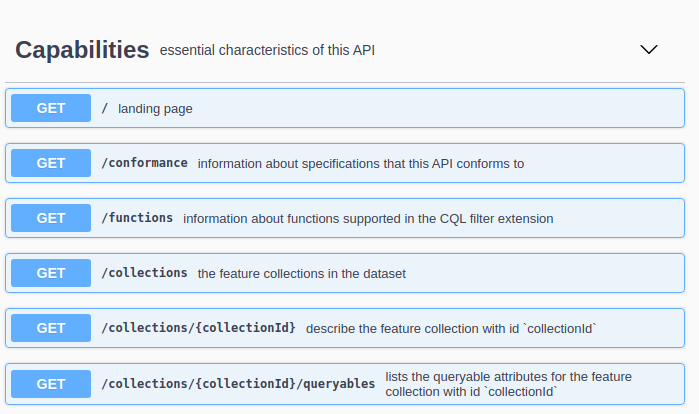 Capabilities essential characteristics of this API
GET / landing page
GET /conformance information about specifications that this API conforms to
GET /functions information about functions supported in the CQL filter extension
GET /collections the feature collections in the dataset
GET /collections/{collectionId} describe the feature collection with id `collectionId`
GET /collections/{collectionId}/queryables lists the queryable attributes for the feature
collection with id `collectionId`